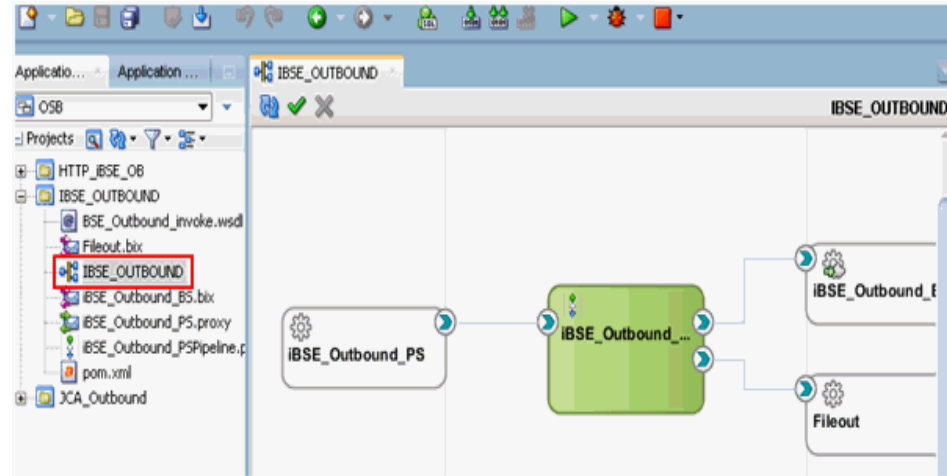 Applicatio...
Application ...
IBSE_OUTBOUND
OSB
IBSE_OUTBOUND
Projects
HTTP_iBSE_OB
IBSE_OUTBOUND
BSE_Outbound_invoke.wsdl
Fileout.bix
IBSE_OUTBOUND
iBSE_Outbound_BS.bix
iBSE_Outbound_PS.proxy
iBSE_Outbound_PSPipeline.p
pom.xml
JCA_Outbound
iBSE_Outbound_PS
iBSE_Outbound_...
iBSE_Outbound_B
Fileout